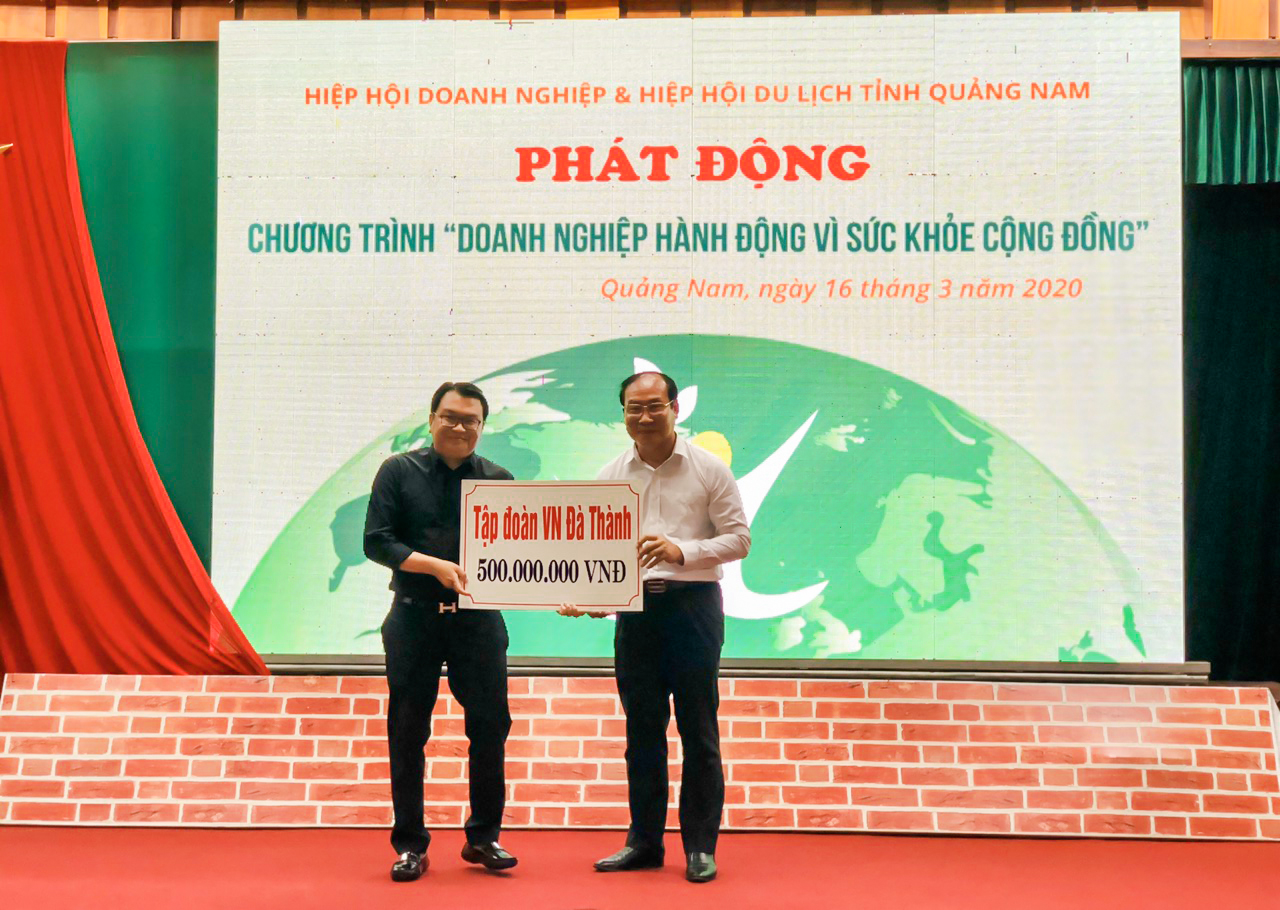 HIỆP HỘI DOANH NGHIỆP & HIỆP HỘI DU LỊCH TỈNH QUẢNG NAM
PHÁT ĐỘNG
CHƯƠNG TRÌNH “DOANH NGHIỆP HÀNH ĐỘNG VÌ SỨC KHỎE CỘNG ĐỒNG”
Quảng Nam, ngày 16 tháng 3 năm 2020
Tập đoàn VN Đà Thành
500.000.000 VNĐ